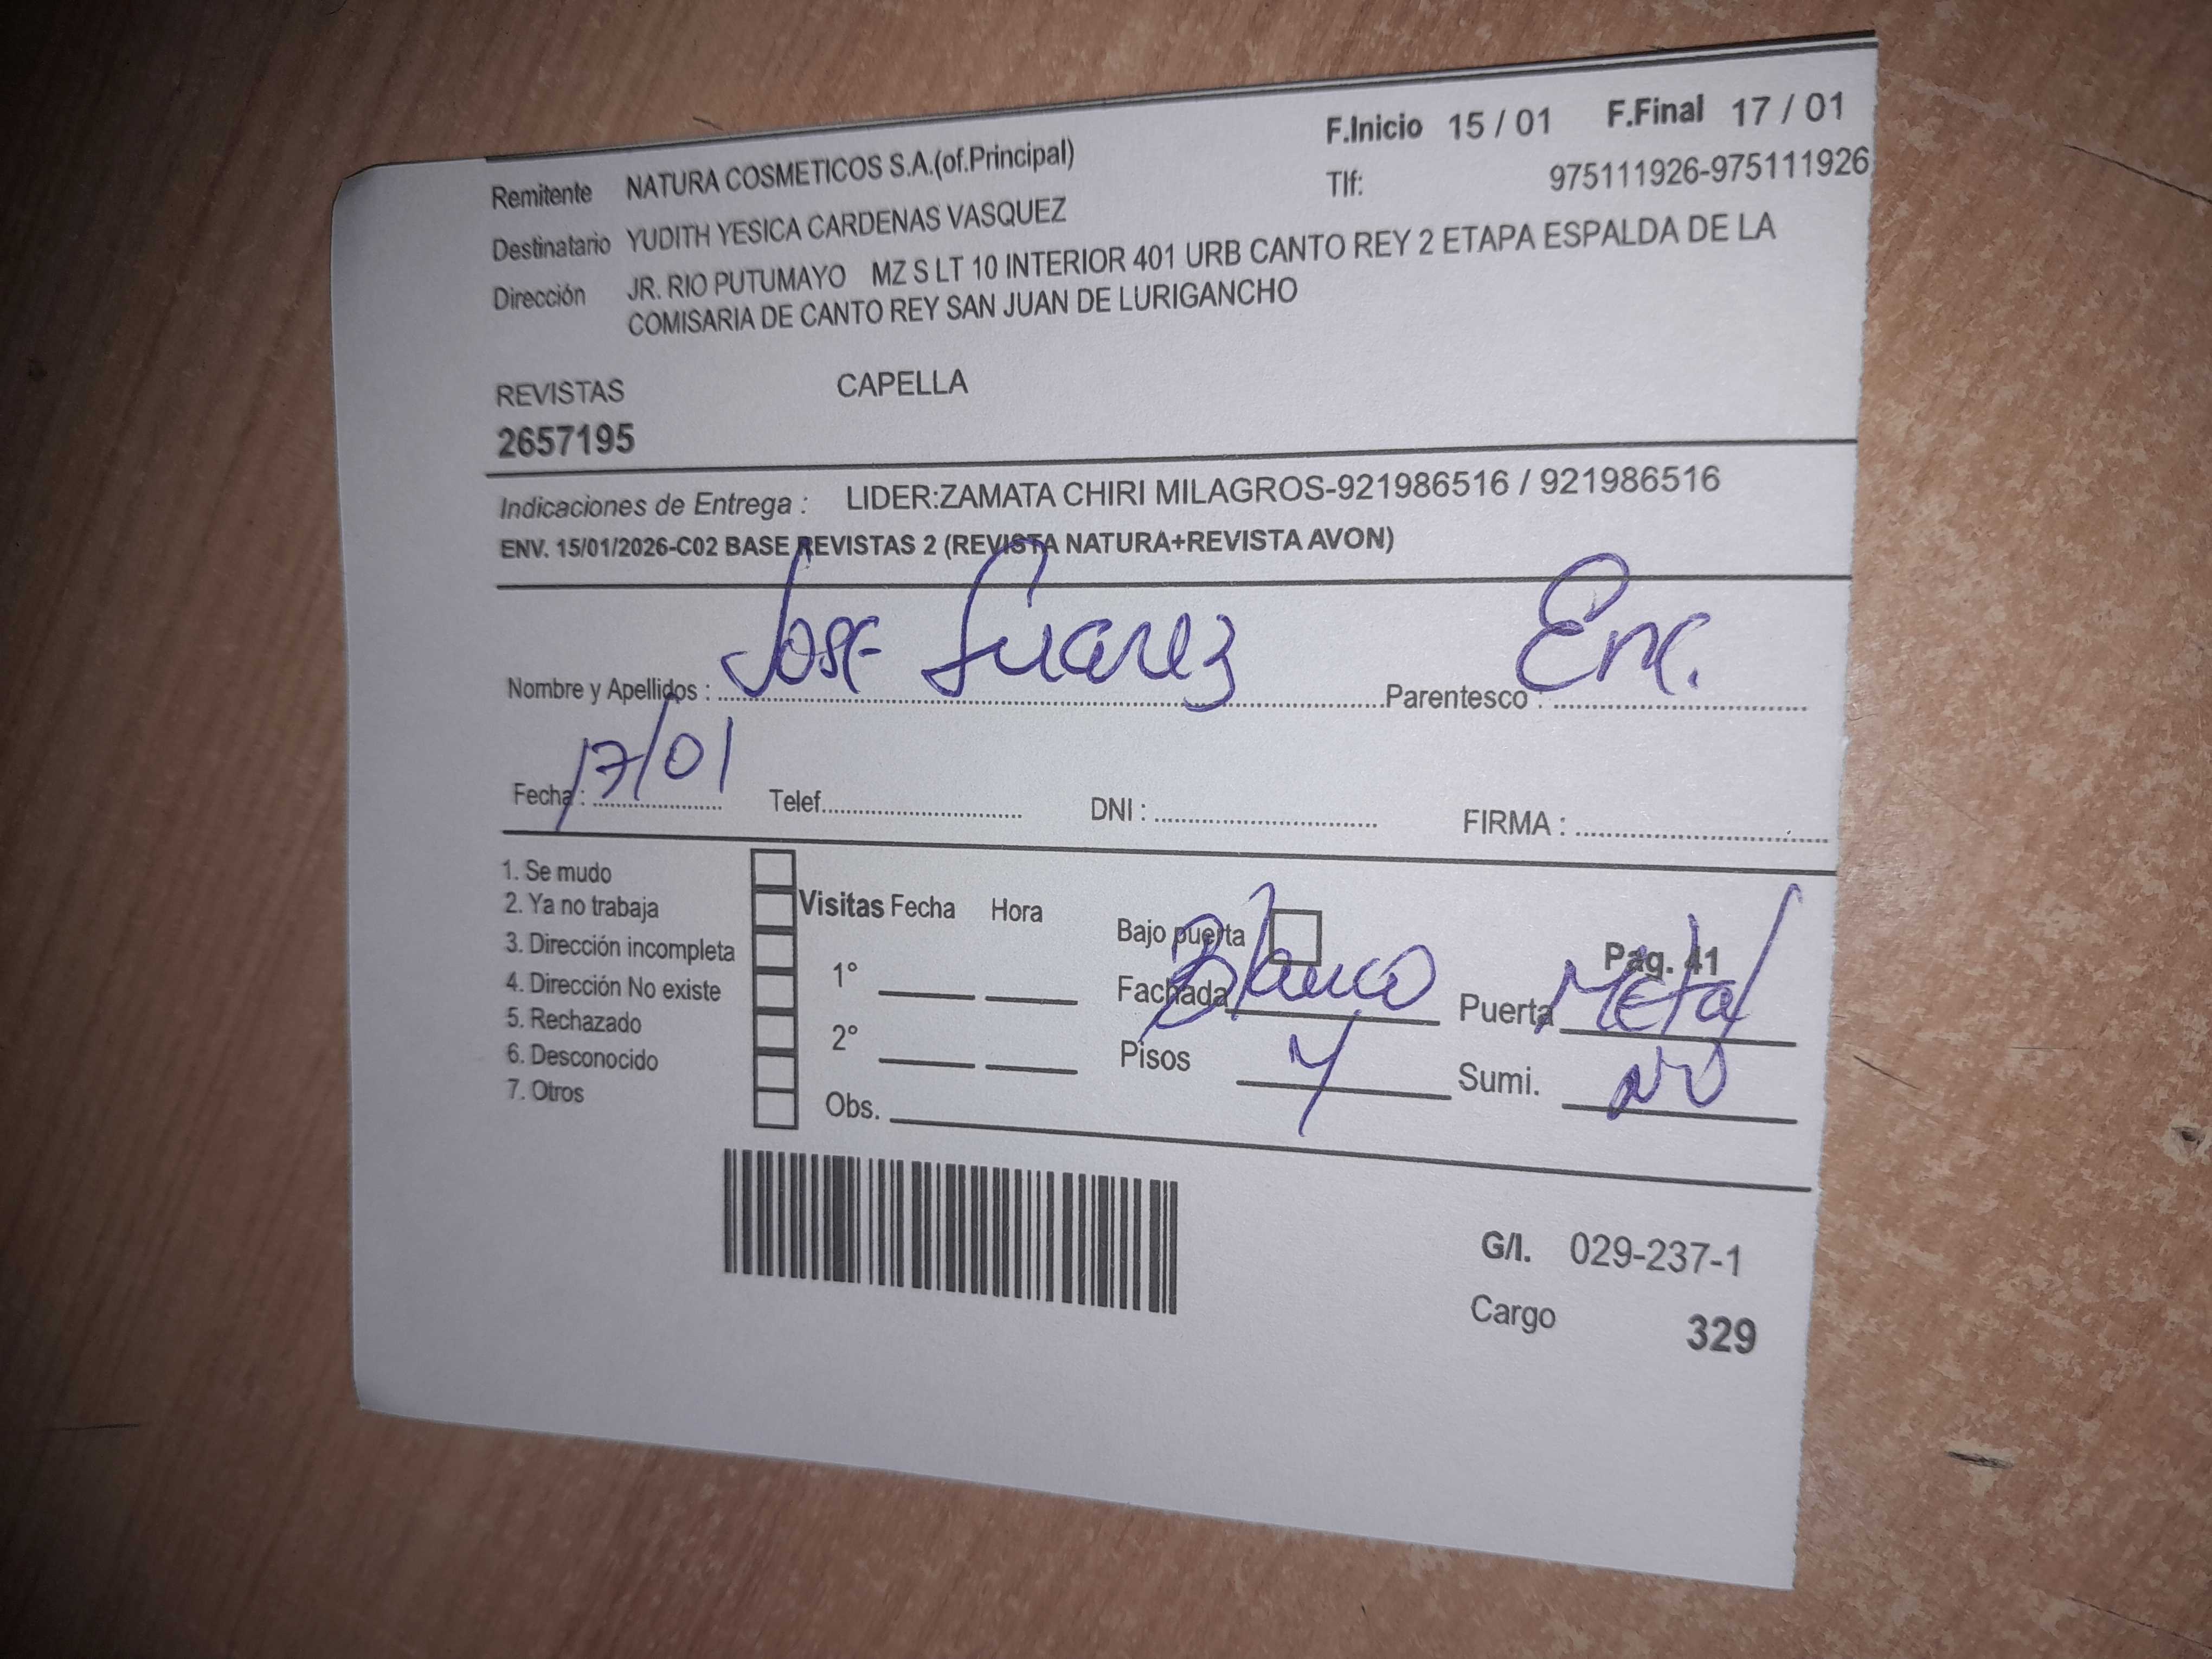 F.Inicio 15 / 01 F.Final 17 / 01
Remitente NATURA COSMETICOS S.A.(of.Principal)
Tlf: 975111926-975111926
Destinatario YUDITH YESICA CARDENAS VASQUEZ
Dirección JR. RIO PUTUMAYO MZ S LT 10 INTERIOR 401 URB CANTO REY 2 ETAPA ESPALDA DE LA
COMISARIA DE CANTO REY SAN JUAN DE LURIGANCHO
REVISTAS CAPELLA
2657195
Indicaciones de Entrega : LIDER:ZAMATA CHIRI MILAGROS-921986516 / 921986516
ENV. 15/01/2026-C02 BASE REVISTAS 2 (REVISTA NATURA+REVISTA AVON)
Nombre y Apellidos : Jose Suarez Parentesco : Enc.
Fecha : 17/01 Telef. DNI : FIRMA :
1. Se mudo
2. Ya no trabaja
3. Dirección incompleta
4. Dirección No existe
5. Rechazado
6. Desconocido
7. Otros
Visitas Fecha Hora
1°
2°
Obs.
Bajo puerta Pag. 41
Fachada Blanco Puerta Metal
Pisos 4 Sumi. NO
G/I. 029-237-1
Cargo 329